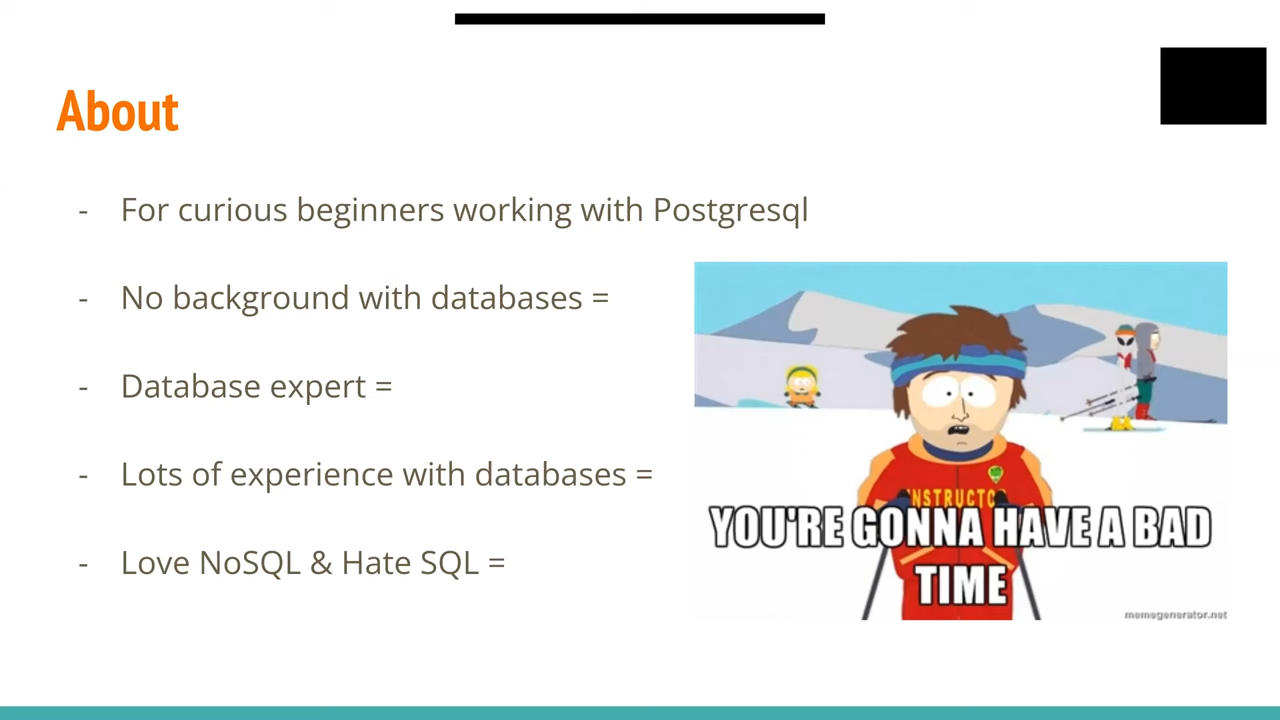 About
- For curious beginners working with Postgresql
- No background with databases =
- Database expert =
- Lots of experience with databases =
- Love NoSQL & Hate SQL =
INSTRUCTO
YOU'RE GONNA HAVE A BAD
TIME
memegenerator.net